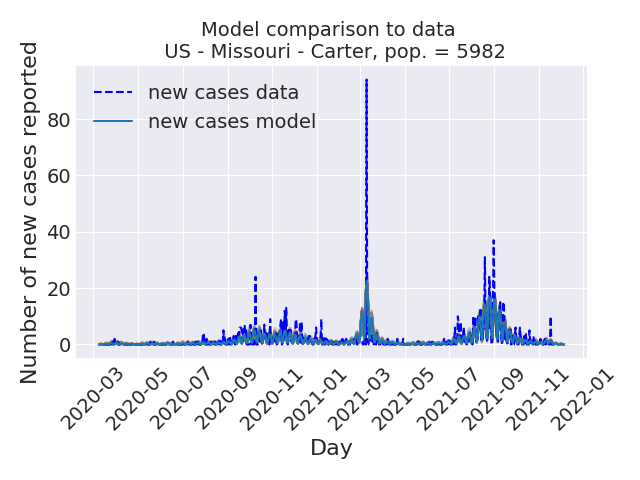 Model comparison to data
US - Missouri - Carter, pop. = 5982
Number of new cases reported
new cases data
new cases model
80
60
40
20
0
2020-03
2020-05
2020-07
2020-09
2020-11
2021-01
2021-03
2021-05
2021-07
2021-09
2021-11
2022-01
Day